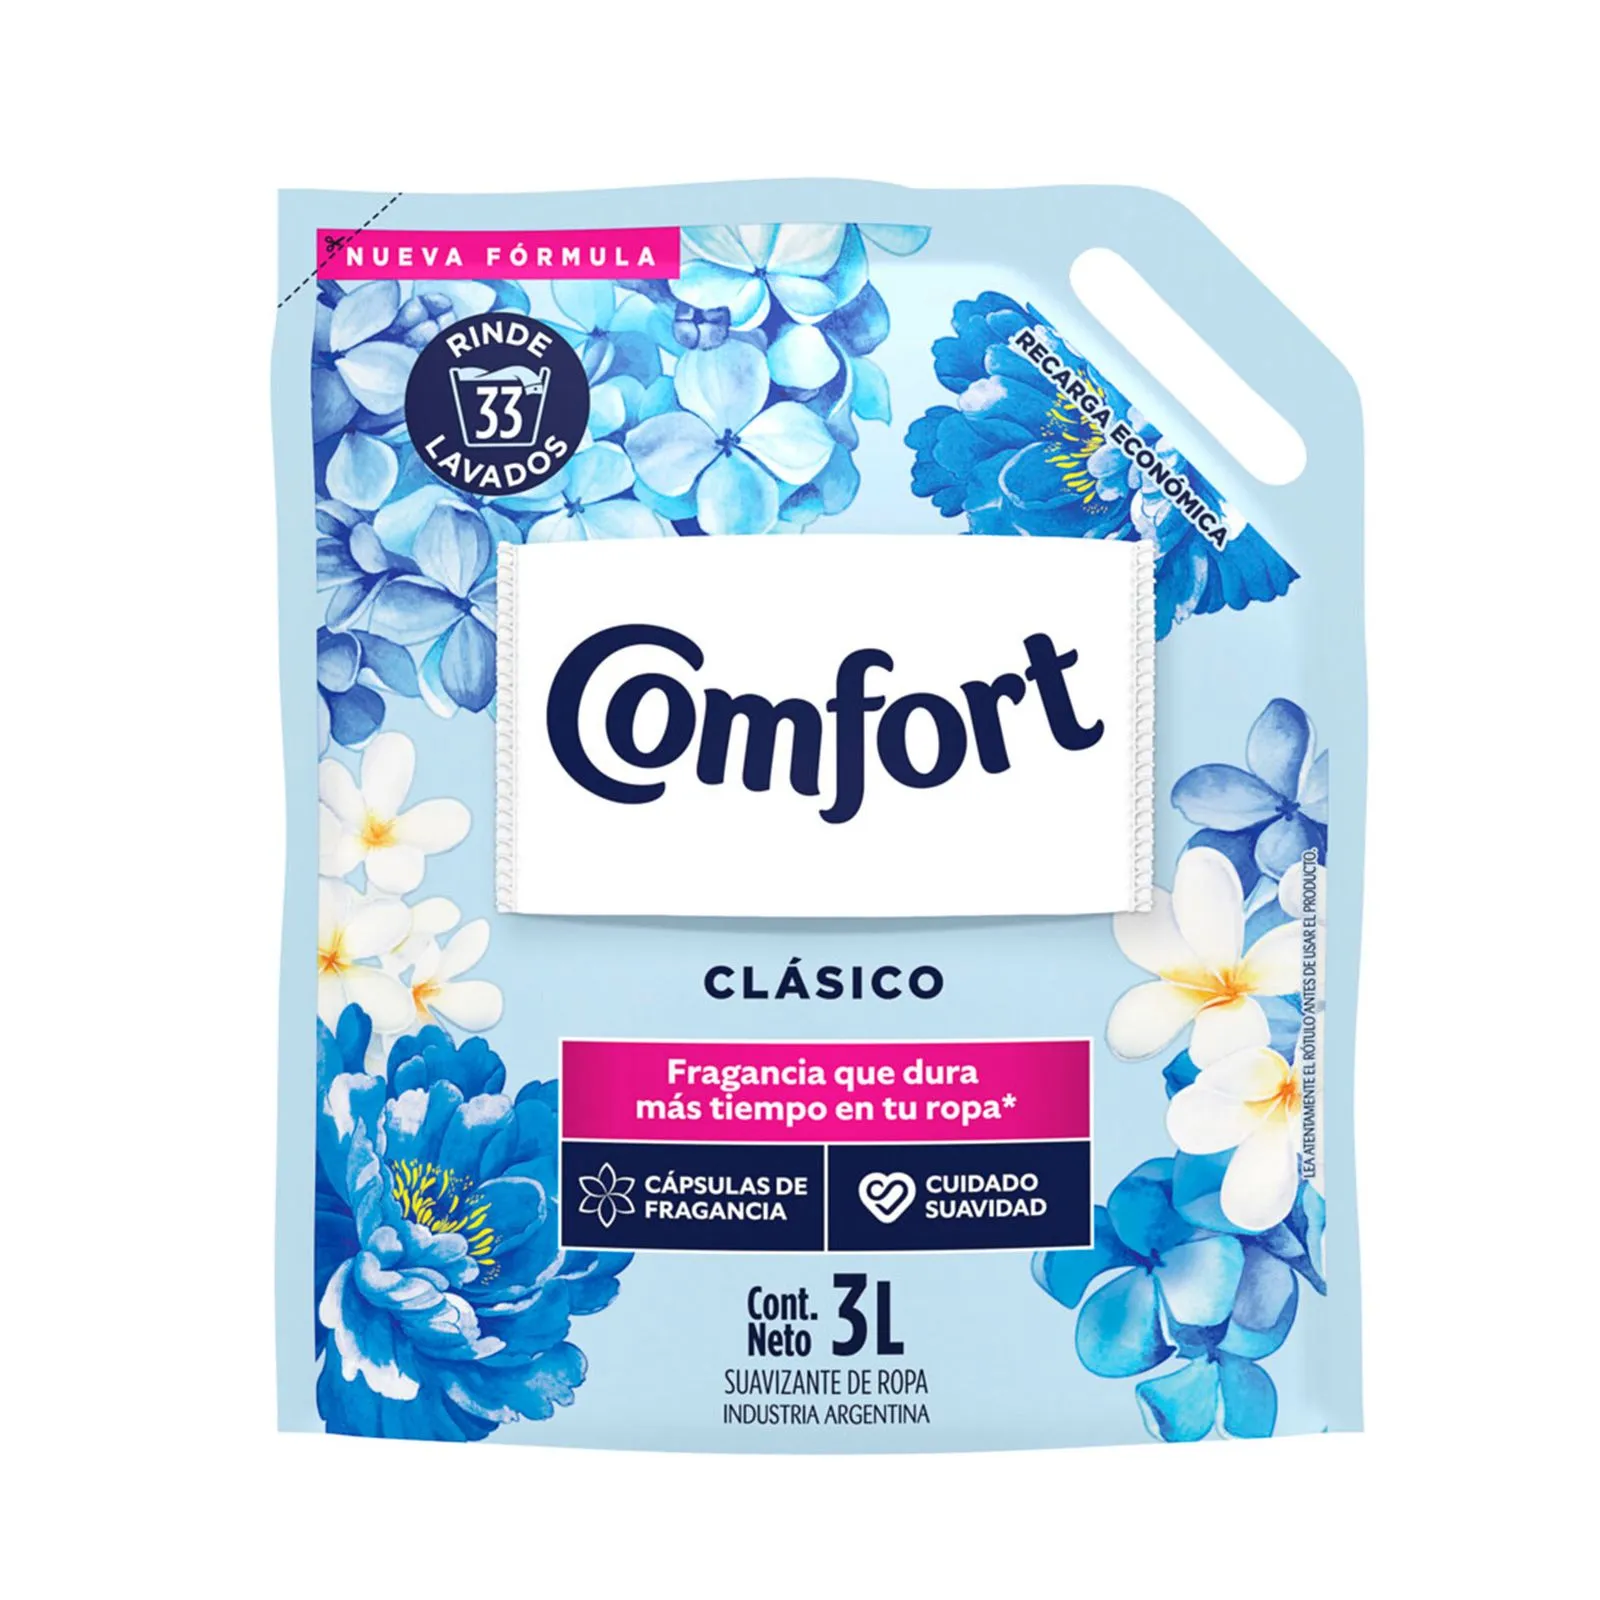 NUEVA FÓRMULA
RINDE
33
LAVADOS
RECARGA ECONÓMICA
Comfort
CLÁSICO
Fragancia que dura
más tiempo en tu ropa*
CÁPSULAS DE
FRAGANCIA
CUIDADO
SUAVIDAD
Cont.
Neto
3L
SUAVIZANTE DE ROPA
INDUSTRIA ARGENTINA
LEA ATENTAMENTE EL RÓTULO ANTES DE USAR EL PRODUCTO.